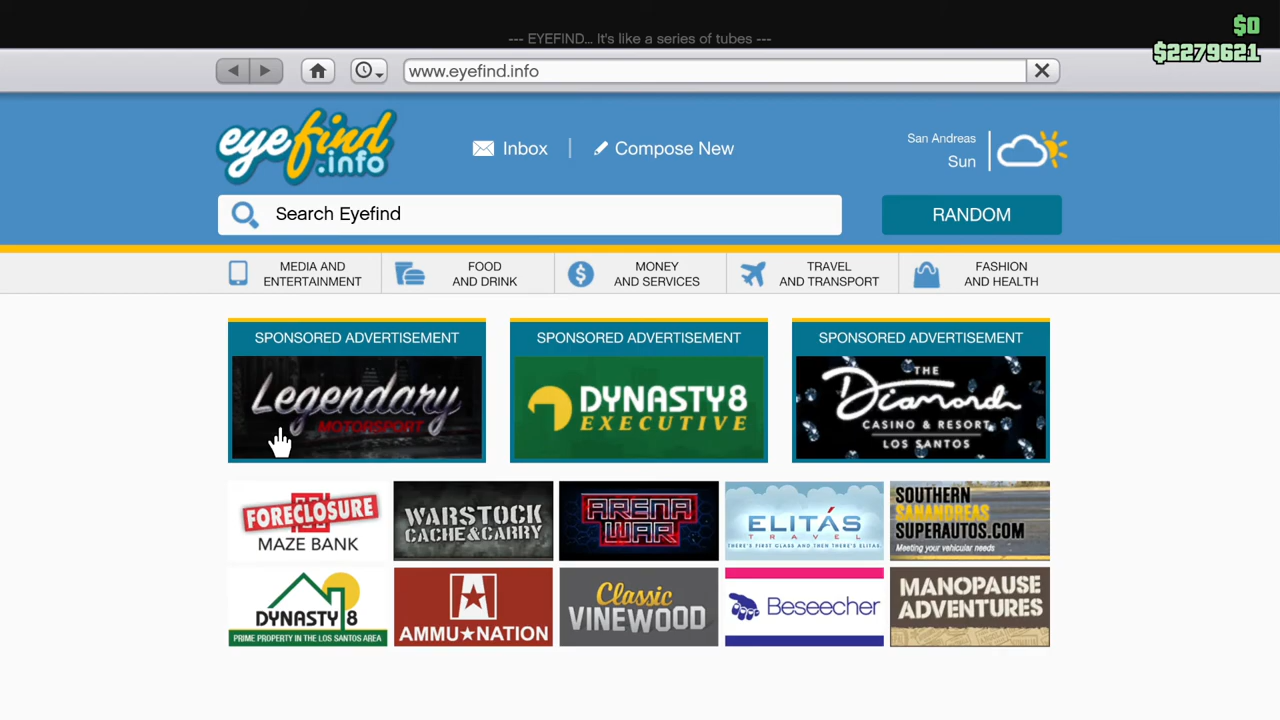 --- EYEFIND... It's like a series of tubes ---
$0
$2279621
www.eyefind.info
eyefind
.info
Inbox
Compose New
San Andreas
Sun
Search Eyefind
RANDOM
MEDIA AND
ENTERTAINMENT
FOOD
AND DRINK
MONEY
AND SERVICES
TRAVEL
AND TRANSPORT
FASHION
AND HEALTH
SPONSORED ADVERTISEMENT
Legendary
MOTORSPORT
SPONSORED ADVERTISEMENT
DYNASTY8
EXECUTIVE
SPONSORED ADVERTISEMENT
THE
Diamond
CASINO & RESORT
LOS SANTOS
FORECLOSURE
MAZE BANK
WARSTOCK
CACHE&CARRY
ARENA
WAR
ELITÁS
TRAVEL
THERE'S FIRST CLASS AND THEN THERE'S ELITAS
SOUTHERN
SANANDREAS
SUPERAUTOS.COM
Meeting your vehicular needs
DYNASTY 8
PRIME PROPERTY IN THE LOS SANTOS AREA
AMMU★NATION
Classic
VINEWOOD
Beseecher
MANOPAUSE
ADVENTURES